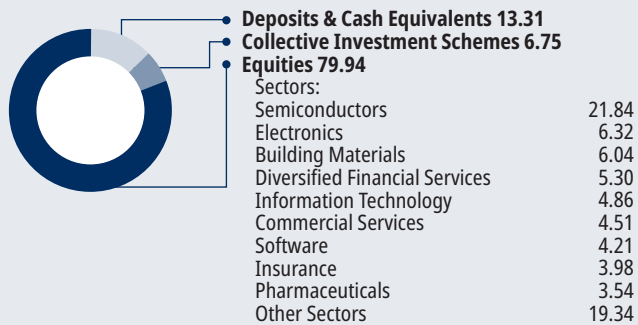 Deposits & Cash Equivalents 13.31
Collective Investment Schemes 6.75
Equities 79.94
Sectors:
Semiconductors 21.84
Electronics 6.32
Building Materials 6.04
Diversified Financial Services 5.30
Information Technology 4.86
Commercial Services 4.51
Software 4.21
Insurance 3.98
Pharmaceuticals 3.54
Other Sectors 19.34